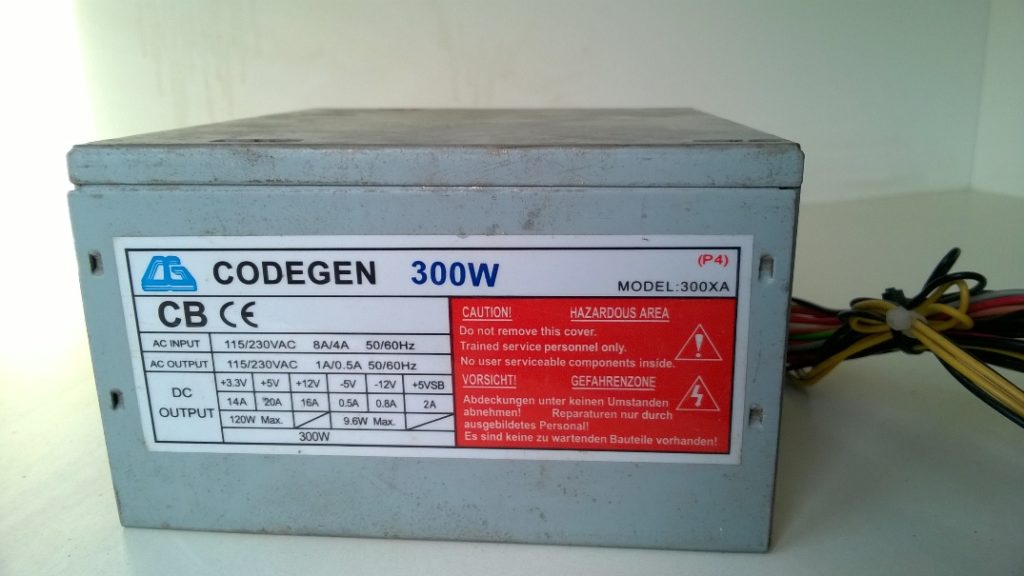 CG CODEGEN 300W (P4)
MODEL:300XA
CB CE
AC INPUT 115/230VAC 8A/4A 50/60Hz
AC OUTPUT 115/230VAC 1A/0.5A 50/60Hz
DC OUTPUT
+3.3V +5V +12V -5V -12V +5VSB
14A 20A 16A 0.5A 0.8A 2A
120W Max. 9.6W Max.
300W
CAUTION! HAZARDOUS AREA
Do not remove this cover.
Trained service personnel only.
No user serviceable components inside.
VORSICHT! GEFAHRENZONE
Abdeckungen unter keinen Umstanden
abnehmen! Reparaturen nur durch
ausgebildetes Personal!
Es sind keine zu wartenden Bauteile vorhanden!